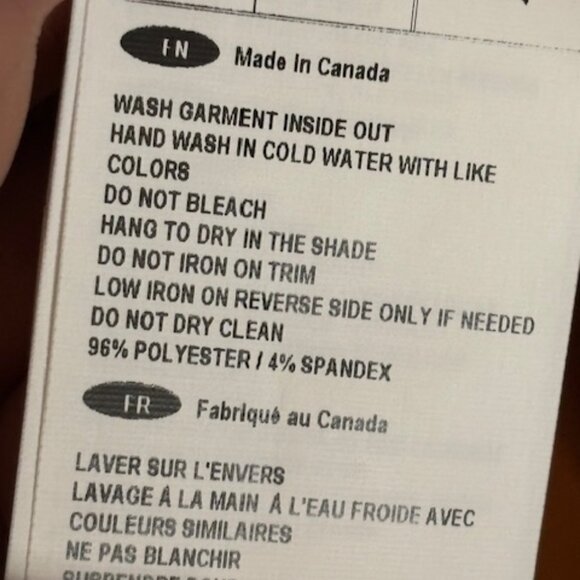 EN Made in Canada
WASH GARMENT INSIDE OUT
HAND WASH IN COLD WATER WITH LIKE
COLORS
DO NOT BLEACH
HANG TO DRY IN THE SHADE
DO NOT IRON ON TRIM
LOW IRON ON REVERSE SIDE ONLY IF NEEDED
DO NOT DRY CLEAN
96% POLYESTER / 4% SPANDEX
FR Fabriqué au Canada
LAVER SUR L'ENVERS
LAVAGE À LA MAIN À L'EAU FROIDE AVEC
COULEURS SIMILAIRES
NE PAS BLANCHIR